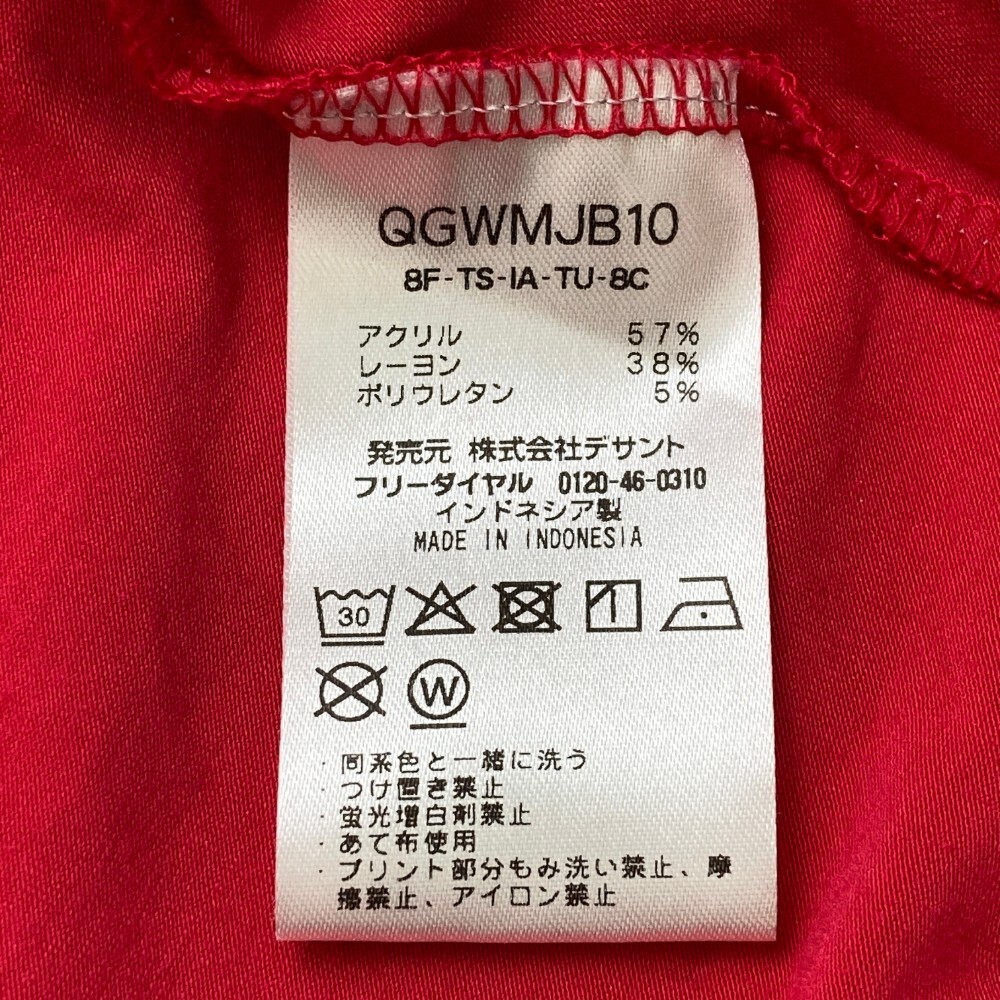 QGWMJB10
8F-TS-IA-TU-8C
アクリル 57%
レーヨン 38%
ポリウレタン 5%
発売元 株式会社デサント
フリーダイヤル 0120-46-0310
インドネシア製
MADE IN INDONESIA
30
W
・同系色と一緒に洗う
・つけ置き禁止
・蛍光増白剤禁止
・あて布使用
・プリント部分もみ洗い禁止、摩
擦禁止、アイロン禁止